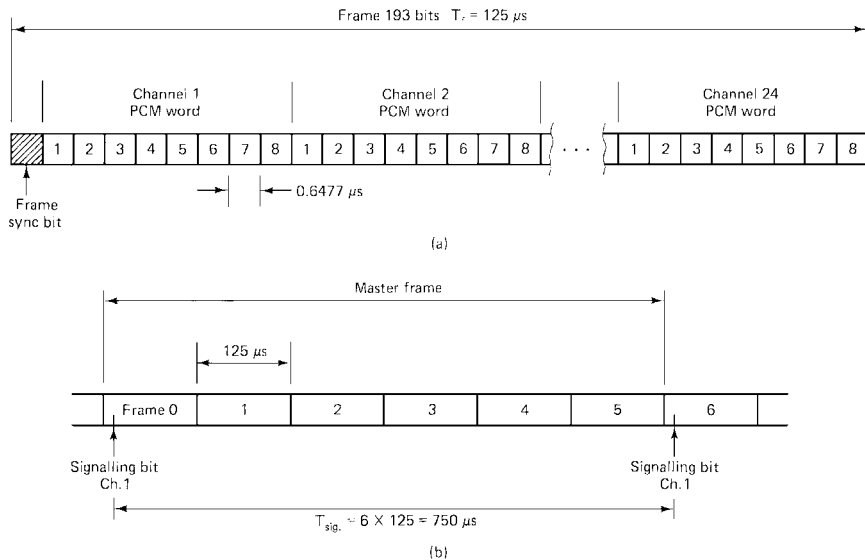 Frame 193 bits T_f = 125 μs
Channel 1
PCM word
Channel 2
PCM word
Channel 24
PCM word
1 2 3 4 5 6 7 8 1 2 3 4 5 6 7 8 · · · 1 2 3 4 5 6 7 8
0.6477 μs
Frame
sync bit
(a)
Master frame
125 μs
Frame 0 1 2 3 4 5 6
Signalling bit
Ch.1
Signalling bit
Ch.1
T_sig. = 6 X 125 = 750 μs
(b)